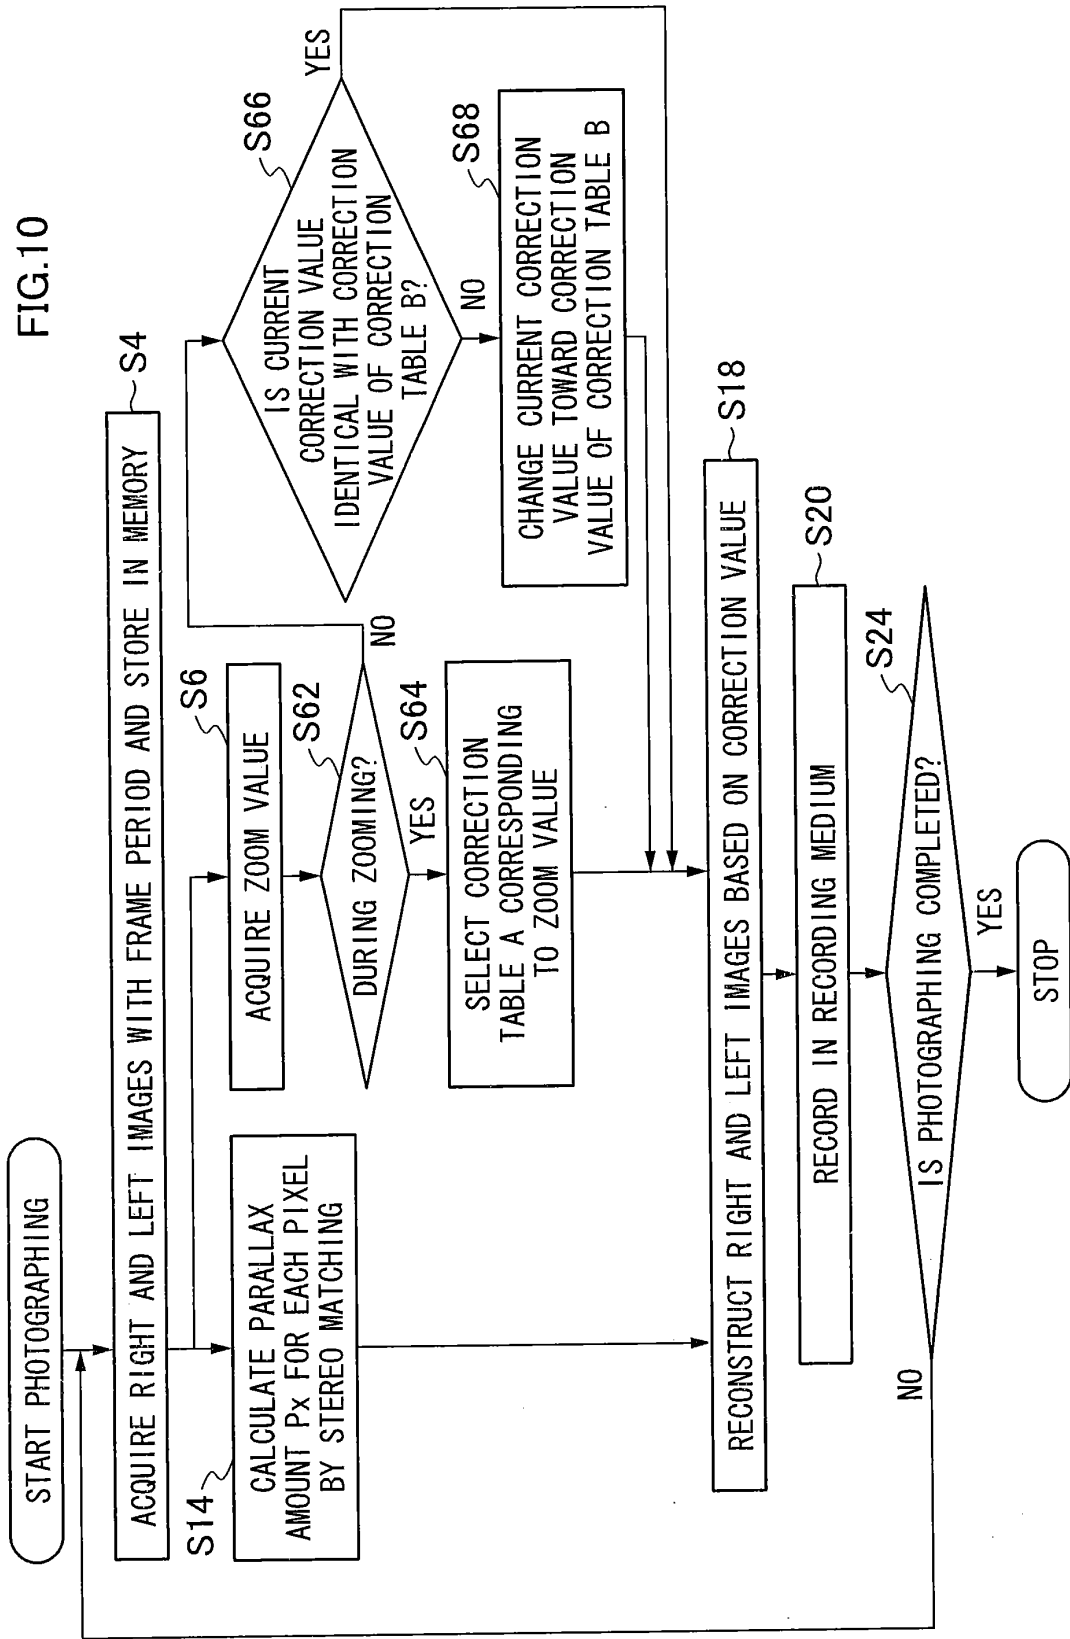 FIG.10
START PHOTOGRAPHING
S4
ACQUIRE RIGHT AND LEFT IMAGES WITH FRAME PERIOD AND STORE IN MEMORY
S14
CALCULATE PARALLAX
AMOUNT Px FOR EACH PIXEL
BY STEREO MATCHING
S6
ACQUIRE ZOOM VALUE
S62
DURING ZOOMING?
NO
YES
S64
SELECT CORRECTION
TABLE A CORRESPONDING
TO ZOOM VALUE
S66
IS CURRENT
CORRECTION VALUE
IDENTICAL WITH CORRECTION
VALUE OF CORRECTION
TABLE B?
YES
NO
S68
CHANGE CURRENT CORRECTION
VALUE TOWARD CORRECTION
VALUE OF CORRECTION TABLE B
S18
RECONSTRUCT RIGHT AND LEFT IMAGES BASED ON CORRECTION VALUE
S20
RECORD IN RECORDING MEDIUM
S24
IS PHOTOGRAPHING COMPLETED?
NO
YES
STOP